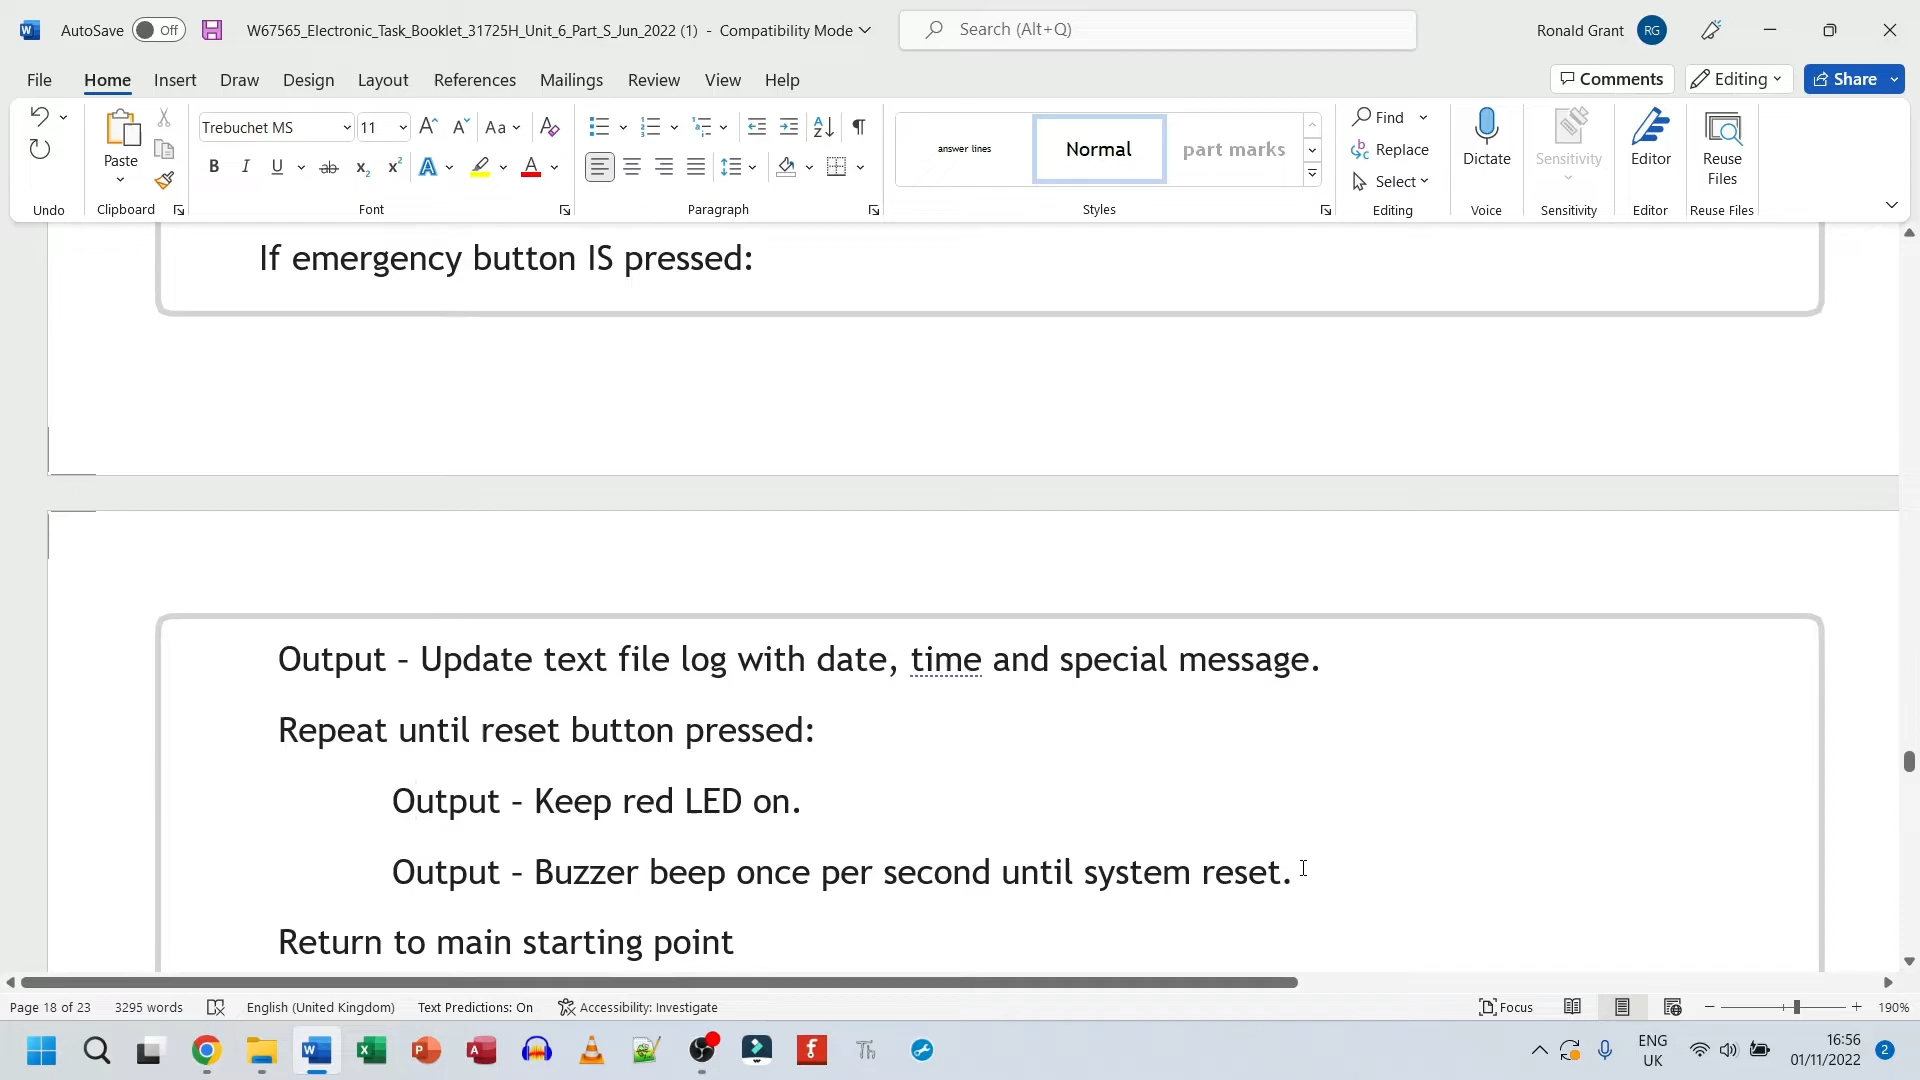 AutoSave Off W67565_Electronic_Task_Booklet_31725H_Unit_6_Part_S_Jun_2022 (1) - Compatibility Mode Search (Alt+Q) Ronald Grant RG
File Home Insert Draw Design Layout References Mailings Review View Help Comments Editing Share
Trebuchet MS 11 Aa
Paste
B I U ab x2 x2 A A
answer lines Normal part marks
Find
Replace
Select
Dictate Sensitivity Editor Reuse Files
Undo Clipboard Font Paragraph Styles Editing Voice Sensitivity Editor Reuse Files
If emergency button IS pressed:
Output – Update text file log with date, time and special message.
Repeat until reset button pressed:
Output – Keep red LED on.
Output – Buzzer beep once per second until system reset.
Return to main starting point
Page 18 of 23 3295 words English (United Kingdom) Text Predictions: On Accessibility: Investigate Focus 190%
ENG UK 16:56 01/11/2022 2